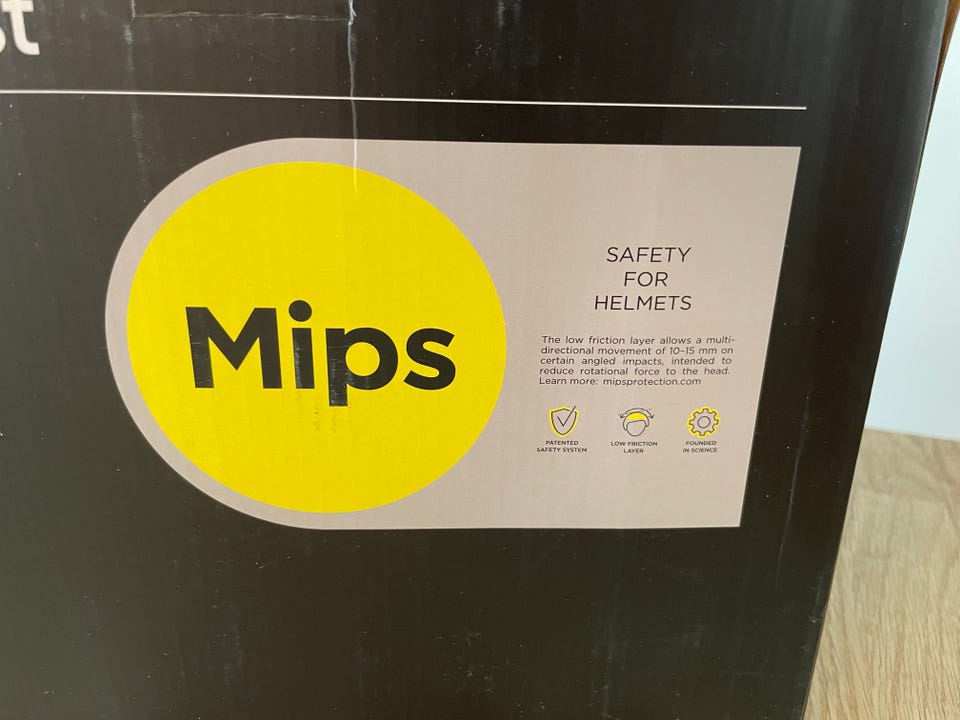 Mips
SAFETY
FOR
HELMETS
The low friction layer allows a multi-
directional movement of 10–15 mm on
certain angled impacts, intended to
reduce rotational force to the head.
Learn more: mipsprotection.com
PATENTED
SAFETY SYSTEM
LOW FRICTION
LAYER
FOUNDED
IN SCIENCE